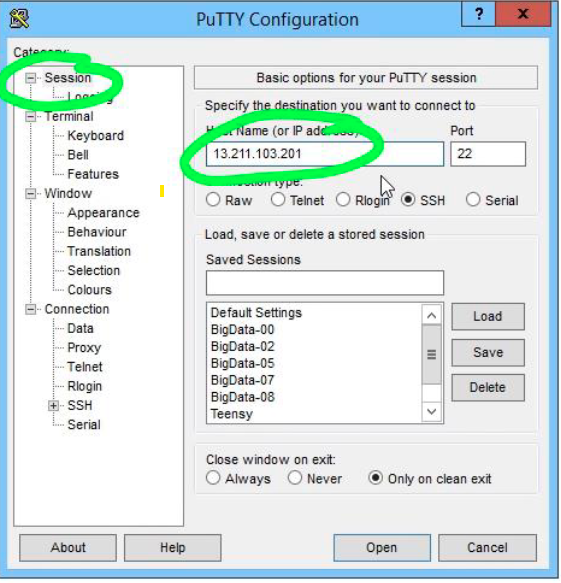 PuTTY Configuration
?
x
Category:
Session
Logging
Terminal
Keyboard
Bell
Features
Window
Appearance
Behaviour
Translation
Selection
Colours
Connection
Data
Proxy
Telnet
Rlogin
SSH
Serial
Basic options for your PuTTY session
Specify the destination you want to connect to
Host Name (or IP address)
Port
13.211.103.201
22
Connection type:
Raw
Telnet
Rlogin
SSH
Serial
Load, save or delete a stored session
Saved Sessions
Default Settings
BigData-00
BigData-02
BigData-05
BigData-07
BigData-08
Teensy
Load
Save
Delete
Close window on exit:
Always
Never
Only on clean exit
About
Help
Open
Cancel